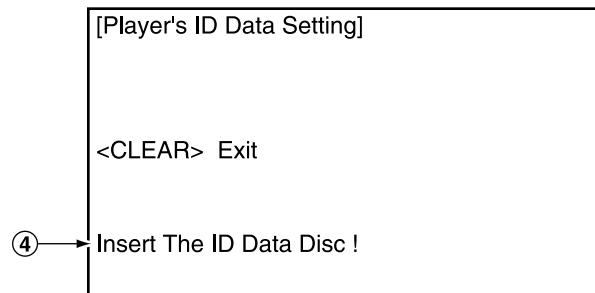 [Player's ID Data Setting]
<CLEAR> Exit
④ Insert The ID Data Disc !